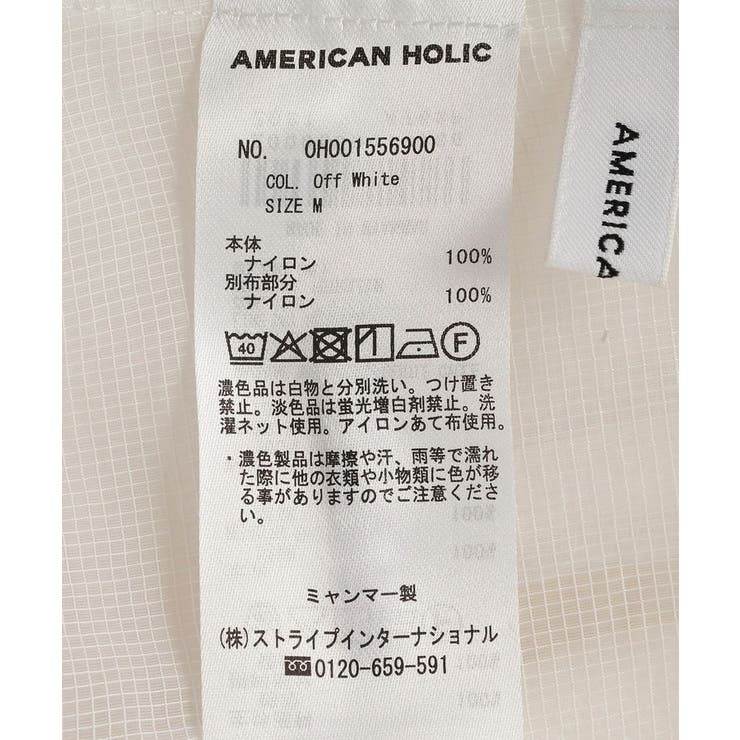 AMERICAN HOLIC
AMERICA
NO. OH001556900
COL. Off White
SIZE M
本体
ナイロン 100%
別布部分
ナイロン 100%
40 F
濃色品は白物と分別洗い。つけ置き
禁止。淡色品は蛍光増白剤禁止。洗
濯ネット使用。アイロンあて布使用。
・濃色製品は摩擦や汗、雨等で濡れ
た際に他の衣類や小物類に色が移
る事がありますのでご注意くださ
い。
ミャンマー製
(株)ストライプインターナショナル
0120-659-591